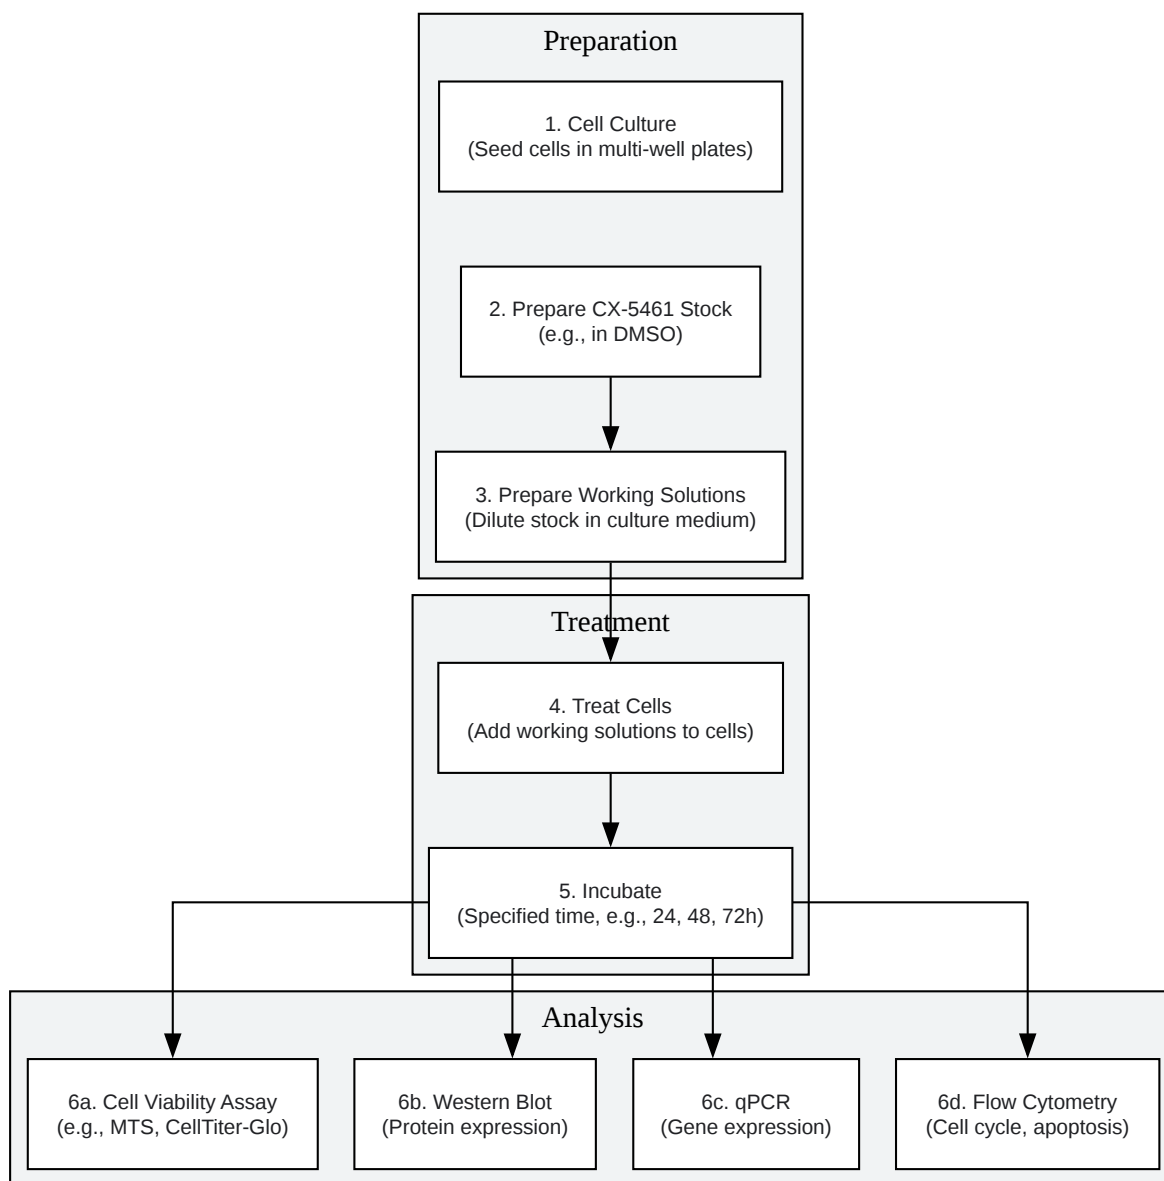 Preparation
1. Cell Culture
(Seed cells in multi-well plates)
2. Prepare CX-5461 Stock
(e.g., in DMSO)
3. Prepare Working Solutions
(Dilute stock in culture medium)
Treatment
4. Treat Cells
(Add working solutions to cells)
5. Incubate
(Specified time, e.g., 24, 48, 72h)
Analysis
6a. Cell Viability Assay
(e.g., MTS, CellTiter-Glo)
6b. Western Blot
(Protein expression)
6c. qPCR
(Gene expression)
6d. Flow Cytometry
(Cell cycle, apoptosis)